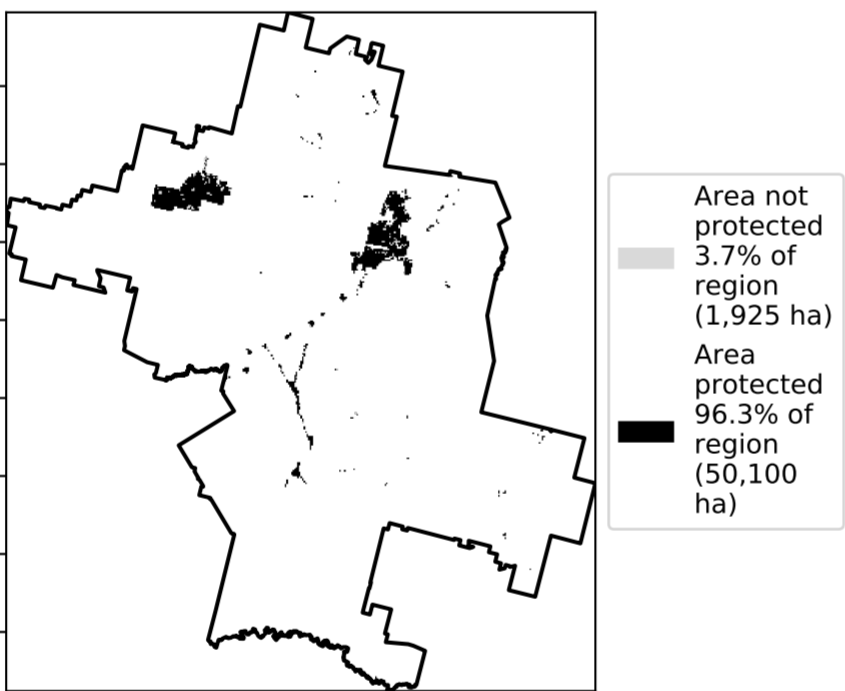 Area not
protected
3.7% of
region
(1,925 ha)
Area
protected
96.3% of
region
(50,100
ha)